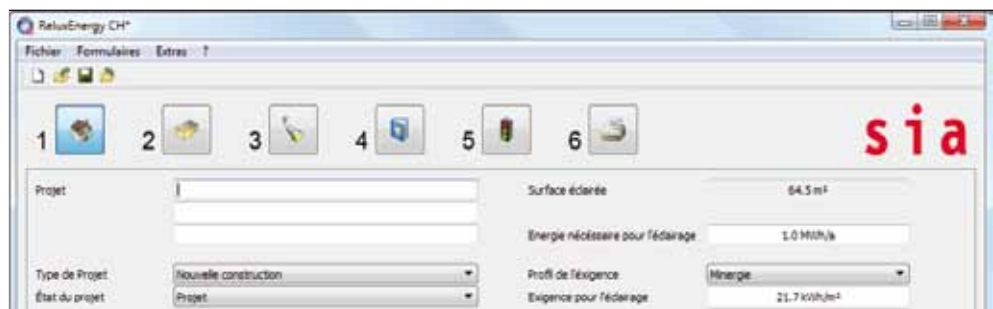 ReluxEnergy CH*
Fichier Formulaires Extras ?
1 2 3 4 5 6 sia
Projet Surface éclairée 64.5 m²
Energie nécéssaire pour l'éclairage 1.0 MWh/a
Type de Projet Nouvelle construction Profil de l'éxigence Minergie
État du projet Projet Exigence pour l'éclairage 21.7 kWh/m²